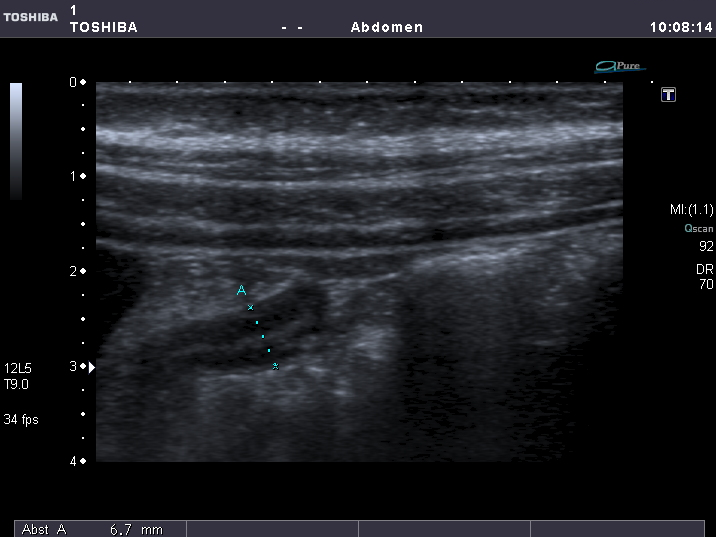 TOSHIBA
1
TOSHIBA - - Abdomen 10:08:14
APure
T
0
1
2
3
4
A
MI:(1.1)
Qscan
92
DR
70
12L5
T9.0
34 fps
Abst A 6.7 mm